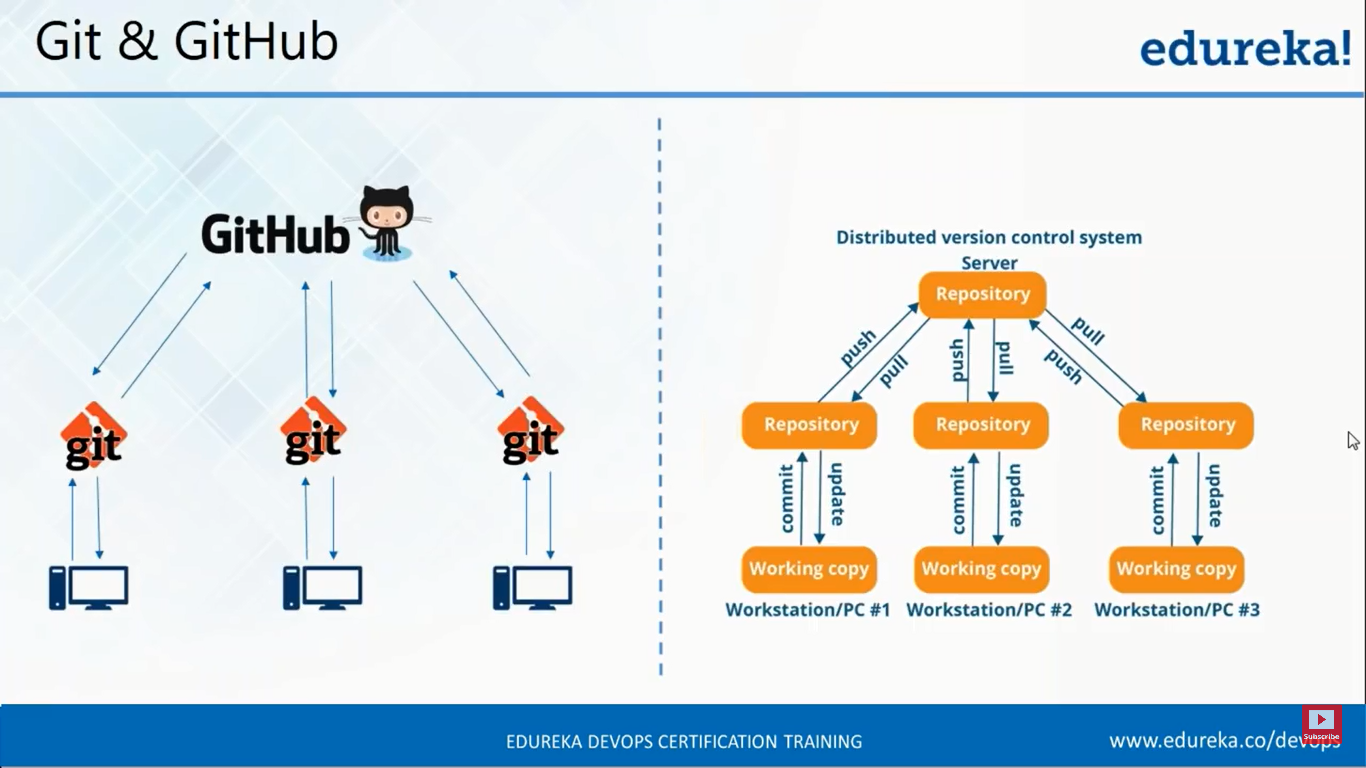 Git & GitHub
edureka!
GitHub
git
git
git
Distributed version control system
Server
Repository
push
pull
push
pull
push
pull
Repository
Repository
Repository
commit
update
commit
update
commit
update
Working copy
Working copy
Working copy
Workstation/PC #1
Workstation/PC #2
Workstation/PC #3
EDUREKA DEVOPS CERTIFICATION TRAINING
www.edureka.co/devops
Subscribe